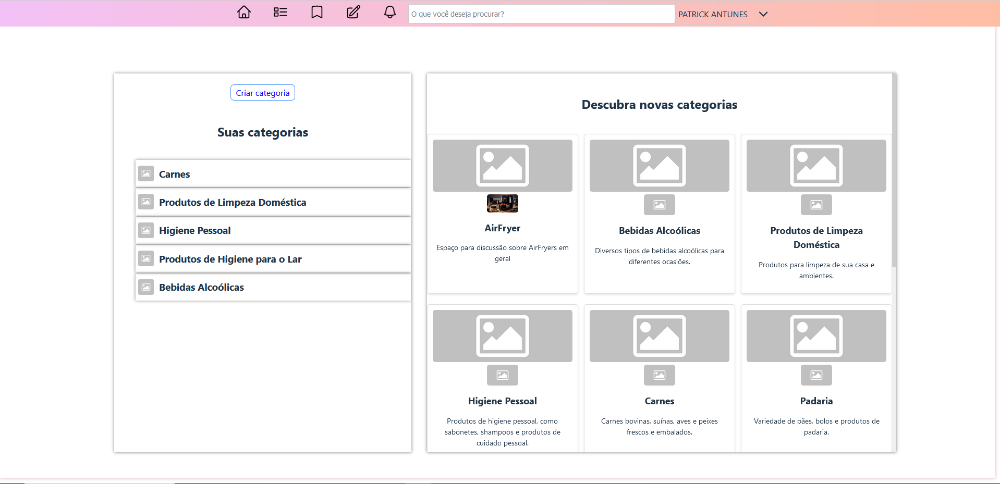 O que você deseja procurar?
PATRICK ANTUNES
Criar categoria
Suas categorias
Carnes
Produtos de Limpeza Doméstica
Higiene Pessoal
Produtos de Higiene para o Lar
Bebidas Alcoólicas
Descubra novas categorias
AirFryer
Espaço para discussão sobre AirFryers em
geral
Bebidas Alcoólicas
Diversos tipos de bebidas alcoólicas para
diferentes ocasiões.
Produtos de Limpeza
Doméstica
Produtos para limpeza de sua casa e
ambientes.
Higiene Pessoal
Produtos de higiene pessoal, como
sabonetes, shampoos e produtos de
cuidado pessoal.
Carnes
Carnes bovinas, suínas, aves e peixes
frescos e embalados.
Padaria
Variedade de pães, bolos e produtos de
padaria.